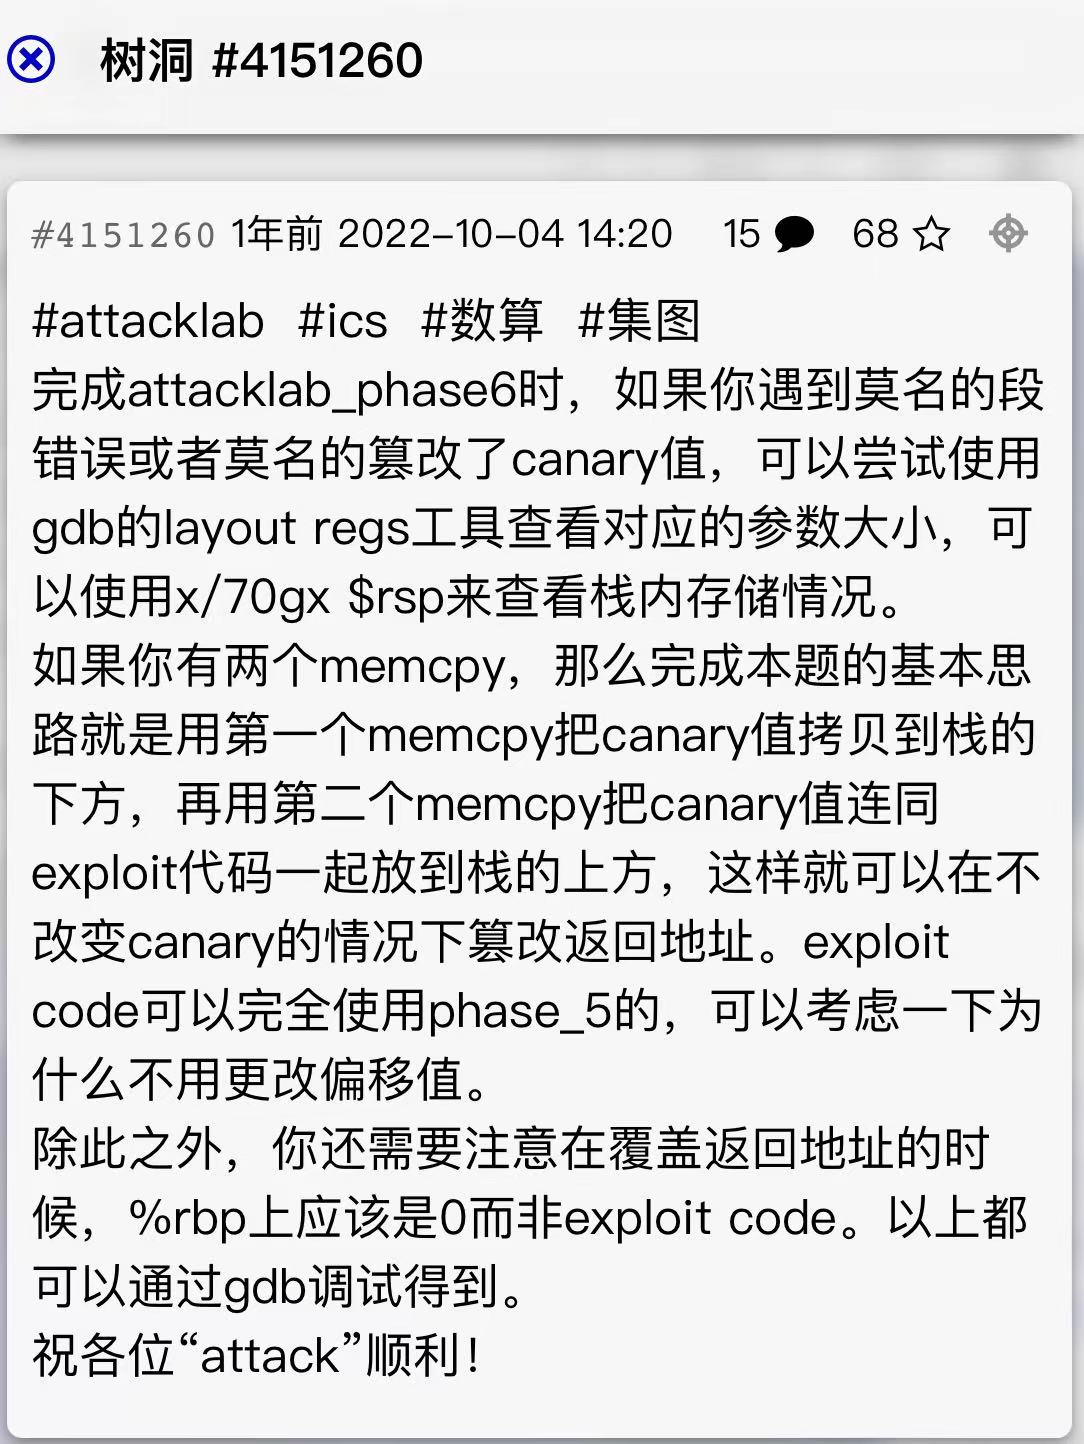 树洞 #4151260
#4151260 1年前 2022-10-04 14:20 15 68
#attacklab #ics #数算 #集图
完成attacklab_phase6时，如果你遇到莫名的段
错误或者莫名的篡改了canary值，可以尝试使用
gdb的layout regs工具查看对应的参数大小，可
以使用x/70gx $rsp来查看栈内存储情况。
如果你有两个memcpy，那么完成本题的基本思
路就是用第一个memcpy把canary值拷贝到栈的
下方，再用第二个memcpy把canary值连同
exploit代码一起放到栈的上方，这样就可以在不
改变canary的情况下篡改返回地址。exploit
code可以完全使用phase_5的，可以考虑一下为
什么不用更改偏移值。
除此之外，你还需要注意在覆盖返回地址的时
候，%rbp上应该是0而非exploit code。以上都
可以通过gdb调试得到。
祝各位“attack”顺利！